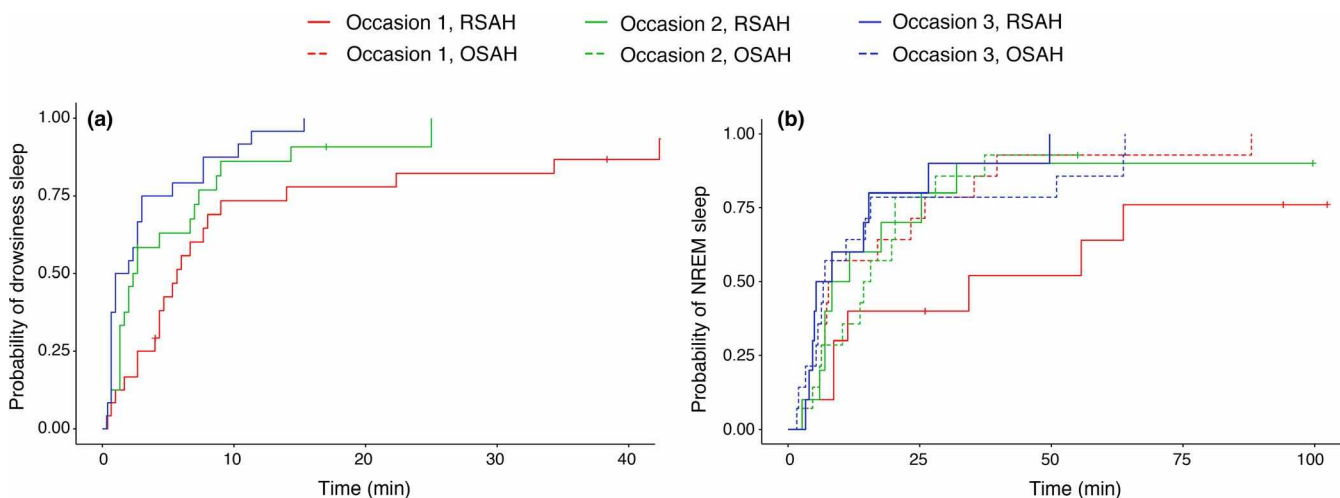 Occasion 1, RSAH Occasion 2, RSAH Occasion 3, RSAH
Occasion 1, OSAH Occasion 2, OSAH Occasion 3, OSAH
(a)
Probability of drowsiness sleep
1.00
0.75
0.50
0.25
0.00
0 10 20 30 40
Time (min)
(b)
Probability of NREM sleep
1.00
0.75
0.50
0.25
0.00
0 25 50 75 100
Time (min)